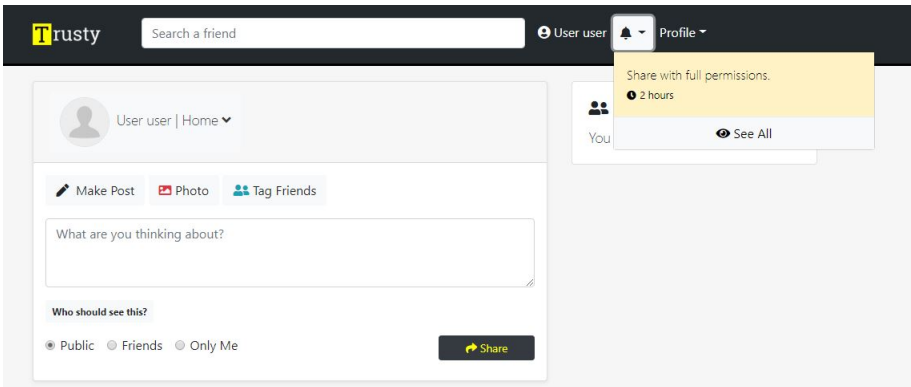 Trusty
Search a friend
User user
Profile
Share with full permissions.
2 hours
See All
User user | Home
You
Make Post
Photo
Tag Friends
What are you thinking about?
Who should see this?
Public
Friends
Only Me
Share